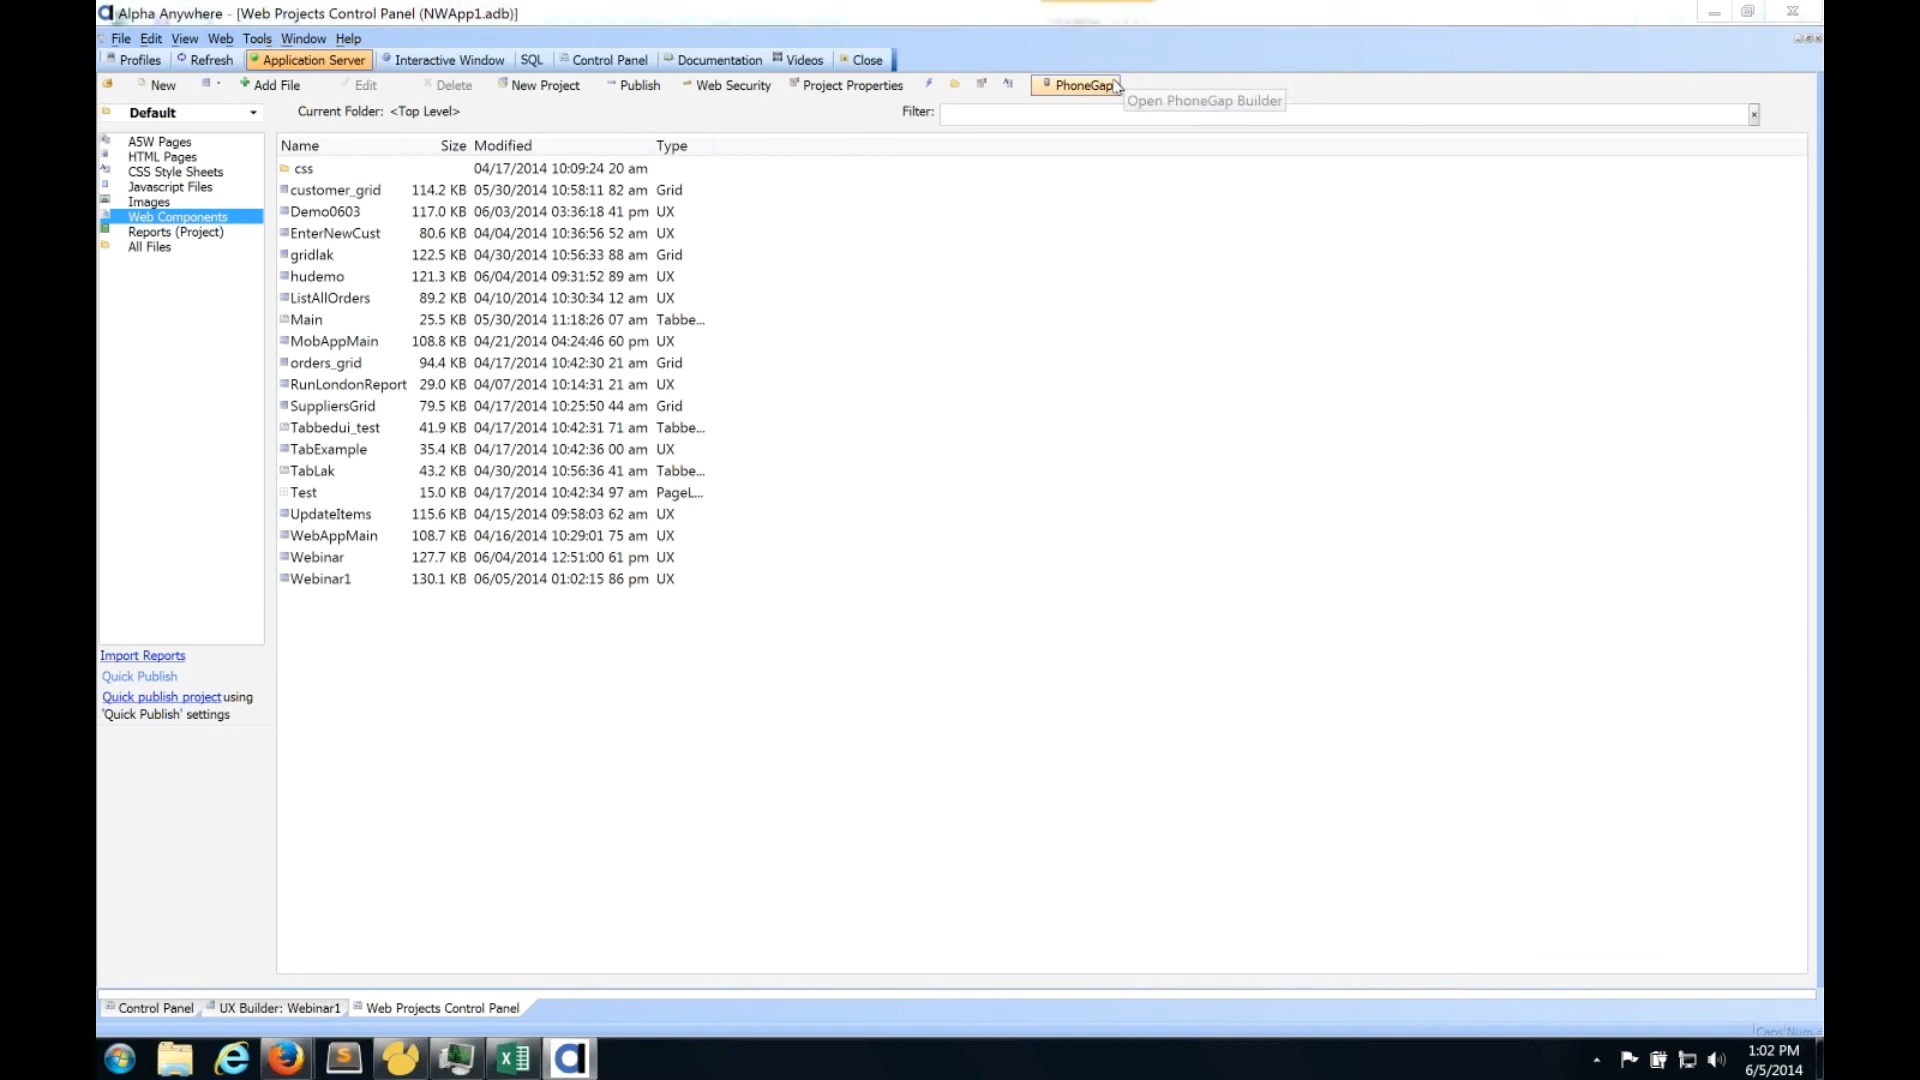 Alpha Anywhere - [Web Projects Control Panel (NWApp1.adb)]
File Edit View Web Tools Window Help
Profiles Refresh Application Server Interactive Window SQL Control Panel Documentation Videos Close
New Add File Edit Delete New Project Publish Web Security Project Properties PhoneGap
Open PhoneGap Builder
Default Current Folder: <Top Level> Filter:
A5W Pages
HTML Pages
CSS Style Sheets
Javascript Files
Images
Web Components
Reports (Project)
All Files
Import Reports
Quick Publish
Quick publish project using
'Quick Publish' settings
Name Size Modified Type
css 04/17/2014 10:09:24 20 am
customer_grid 114.2 KB 05/30/2014 10:58:11 82 am Grid
Demo0603 117.0 KB 06/03/2014 03:36:18 41 pm UX
EnterNewCust 80.6 KB 04/04/2014 10:36:56 52 am UX
gridlak 122.5 KB 04/30/2014 10:56:33 88 am Grid
hudemo 121.3 KB 06/04/2014 09:31:52 89 am UX
ListAllOrders 89.2 KB 04/10/2014 10:30:34 12 am UX
Main 25.5 KB 05/30/2014 11:18:26 07 am Tabbe...
MobAppMain 108.8 KB 04/21/2014 04:24:46 60 pm UX
orders_grid 94.4 KB 04/17/2014 10:42:30 21 am Grid
RunLondonReport 29.0 KB 04/07/2014 10:14:31 21 am UX
SuppliersGrid 79.5 KB 04/17/2014 10:25:50 44 am Grid
Tabbedui_test 41.9 KB 04/17/2014 10:42:31 71 am Tabbe...
TabExample 35.4 KB 04/17/2014 10:42:36 00 am UX
TabLak 43.2 KB 04/30/2014 10:56:36 41 am Tabbe...
Test 15.0 KB 04/17/2014 10:42:34 97 am PageL...
UpdateItems 115.6 KB 04/15/2014 09:58:03 62 am UX
WebAppMain 108.7 KB 04/16/2014 10:29:01 75 am UX
Webinar 127.7 KB 06/04/2014 12:51:00 61 pm UX
Webinar1 130.1 KB 06/05/2014 01:02:15 86 pm UX
Control Panel UX Builder: Webinar1 Web Projects Control Panel
Caps Num
1:02 PM
6/5/2014